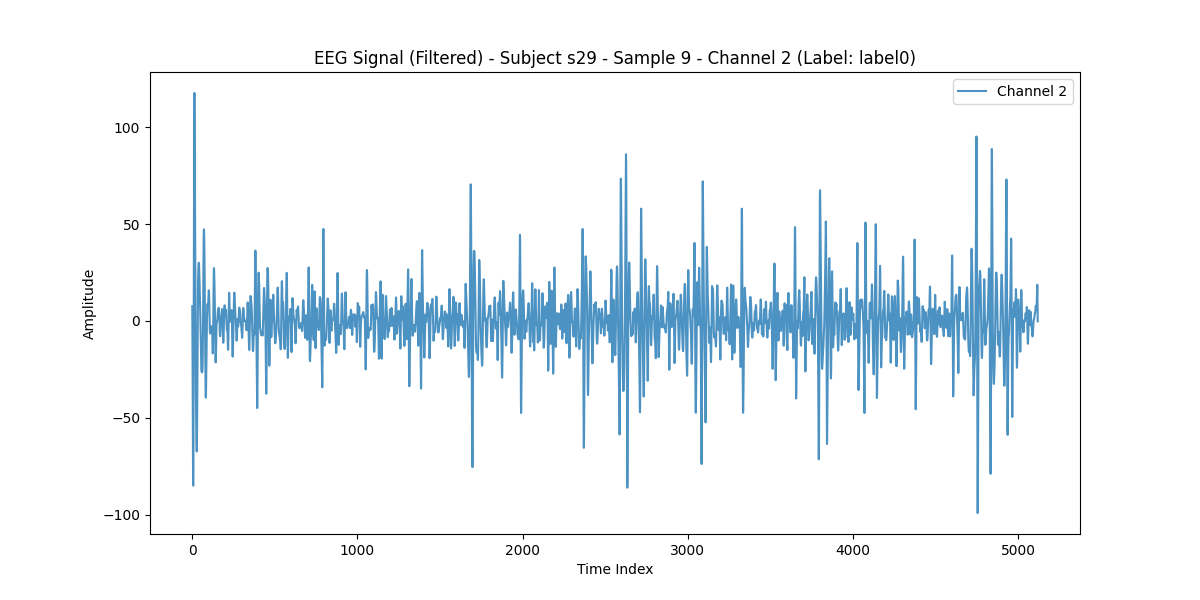 EEG Signal (Filtered) - Subject s29 - Sample 9 - Channel 2 (Label: label0)
Channel 2
100
50
0
−50
−100
Amplitude
0 1000 2000 3000 4000 5000
Time Index